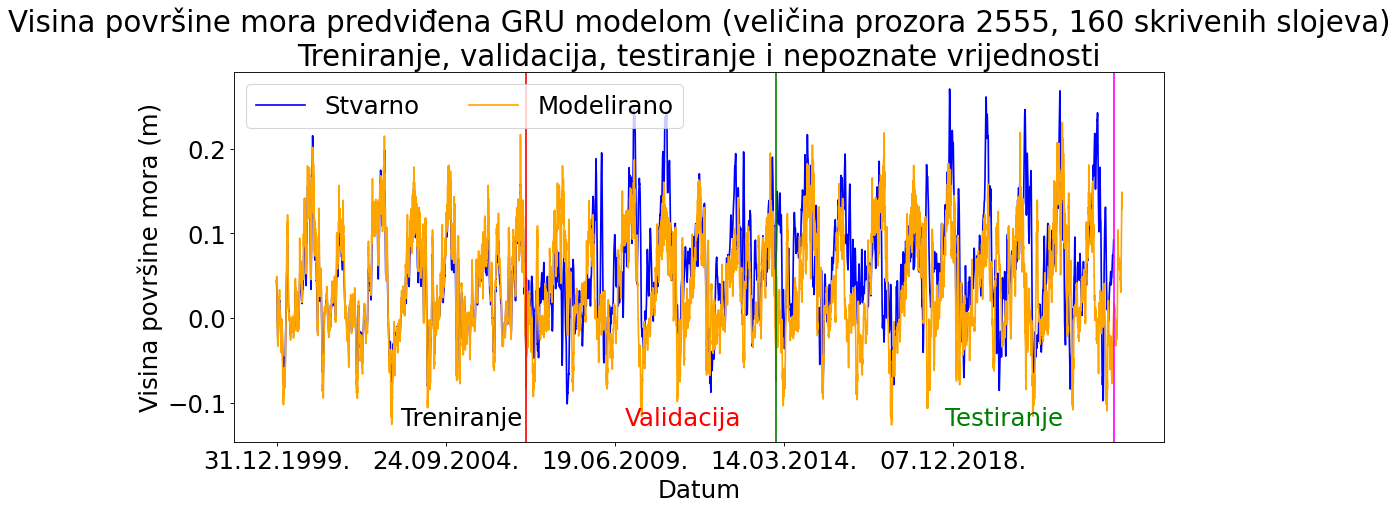 Visina površine mora predviđena GRU modelom (veličina prozora 2555, 160 skrivenih slojeva)
Treniranje, validacija, testiranje i nepoznate vrijednosti
Stvarno Modelirano
Visina površine mora (m)
0.2
0.1
0.0
−0.1
Treniranje Validacija Testiranje
31.12.1999. 24.09.2004. 19.06.2009. 14.03.2014. 07.12.2018.
Datum